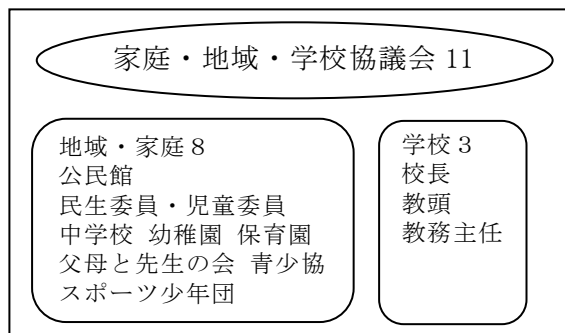 家庭・地域・学校協議会 11
地域・家庭８
公民館
民生委員・児童委員
中学校 幼稚園 保育園
父母と先生の会 青少協
スポーツ少年団
学校３
校長
教頭
教務主任